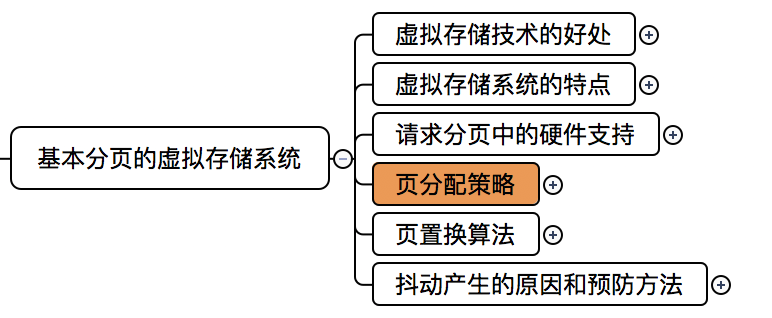 虚拟存储技术的好处
虚拟存储系统的特点
请求分页中的硬件支持
基本分页的虚拟存储系统
页分配策略
页置换算法
抖动产生的原因和预防方法